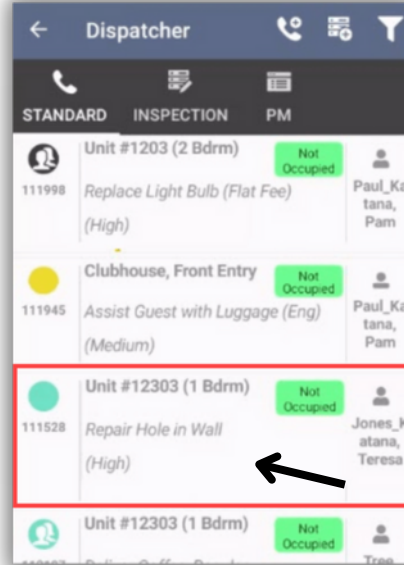 Dispatcher
STANDARD INSPECTION PM
Unit #1203 (2 Bdrm)
Not
Occupied
111998
Replace Light Bulb (Flat Fee)
(High)
Paul_Ka
tana,
Pam
Clubhouse, Front Entry
Not
Occupied
111945
Assist Guest with Luggage (Eng)
(Medium)
Paul_Ka
tana,
Pam
Unit #12303 (1 Bdrm)
Not
Occupied
111528
Repair Hole in Wall
(High)
Jones_K
atana,
Teresa
Unit #12303 (1 Bdrm)
Not
Occupied